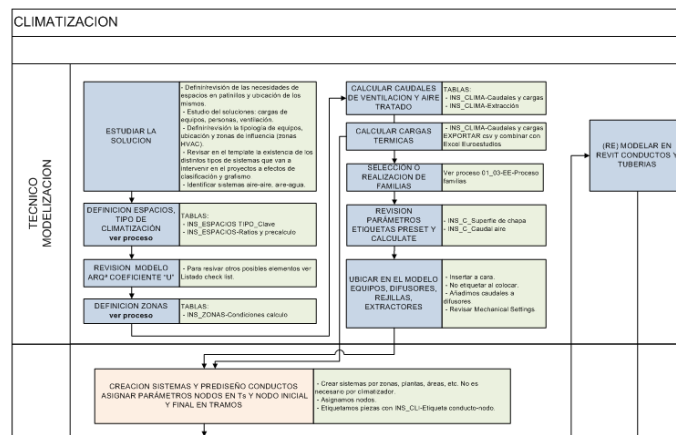 CLIMATIZACION
TECNICO
MODELIZACION
ESTUDIAR LA
SOLUCION
- Definir/revisión de las necesidades de
espacios en patinillos y ubicación de los
mismos.
- Estudio del soluciones: cargas de
equipos, personas, ventilación.
- Definir/revisión la tipología de equipos,
ubicación y zonas de influencia (zonas
HVAC).
- Revisar en el template la existencia de los
distintos tipos de sistemas que van a
intervenir en el proyectos a efectos de
clasificación y grafismo
- Identificar sistemas aire-aire, aire-agua.
DEFINICION ESPACIOS,
TIPO DE
CLIMATIZACIÓN
ver proceso
TABLAS:
- INS_ESPACIOS TIPO_Clave
- INS_ESPACIOS-Ratios y precalculo
REVISION MODELO
ARQª COEFICIENTE "U"
- Para resivar otros posibles elementos ver
Listado check list.
DEFINICION ZONAS
ver proceso
TABLAS:
- INS_ZONAS-Condiciones calculo
CALCULAR CAUDALES
DE VENTILACION Y AIRE
TRATADO
TABLAS:
- INS_CLIMA-Caudales y cargas
- INS_CLIMA-Extracción
CALCULAR CARGAS
TERMICAS
- INS_CLIMA-Caudales y cargas
EXPORTAR csv y combinar con
Excel Euroestudios
SELECCION O
REALIZACION DE
FAMILIAS
Ver proceso 01_03-EE-Proceso
familias
REVISION
PARÁMETROS
ETIQUETAS PRESET Y
CALCULATE
- INS_C_Superfie de chapa
- INS_C_Caudal aire
UBICAR EN EL MODELO
EQUIPOS, DIFUSORES,
REJILLAS,
EXTRACTORES
- Insertar a cara.
- No etiquetar al colocar.
- Añadimos caudales a
difusores
- Revisar Mechanical Settings.
(RE) MODELAR EN
REVIT CONDUCTOS Y
TUBERIAS
CREACION SISTEMAS Y PREDISEÑO CONDUCTOS
ASIGNAR PARÁMETROS NODOS EN Ts Y NODO INICIAL
Y FINAL EN TRAMOS
- Crear sistemas por zonas, plantas, áreas, etc. No es
necesario por climatizador.
- Asignamos nodos.
- Etiquetamos piezas con INS_CLI-Etiqueta conducto-nodo.